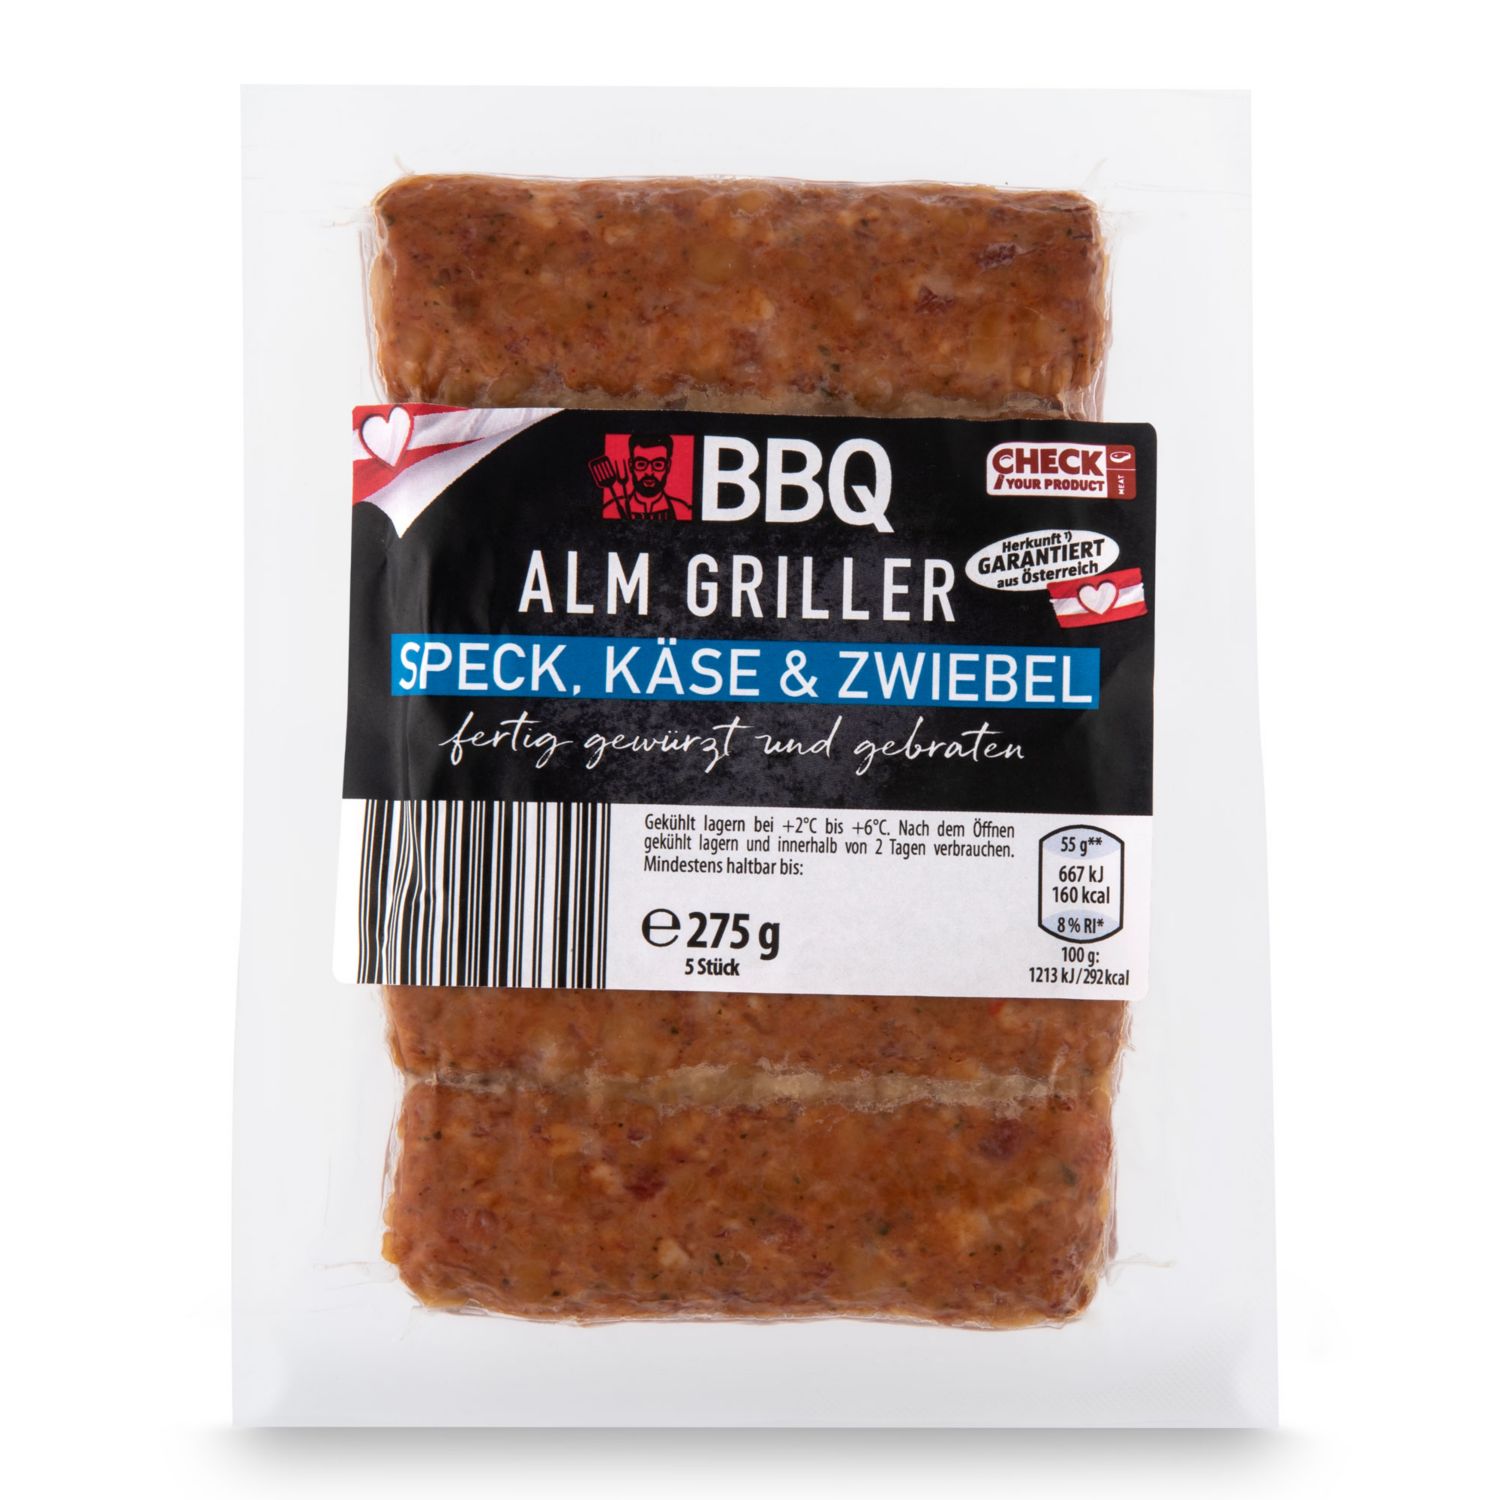 BBQ
CHECK
YOUR PRODUCT
MEAT
Herkunft ¹⁾
GARANTIERT
aus Österreich
ALM GRILLER
SPECK, KÄSE & ZWIEBEL
fertig gewürzt und gebraten
Gekühlt lagern bei +2°C bis +6°C. Nach dem Öffnen
gekühlt lagern und innerhalb von 2 Tagen verbrauchen.
Mindestens haltbar bis:
℮ 275 g
5 Stück
55 g**
667 kJ
160 kcal
8 % RI*
100 g:
1213 kJ/292 kcal